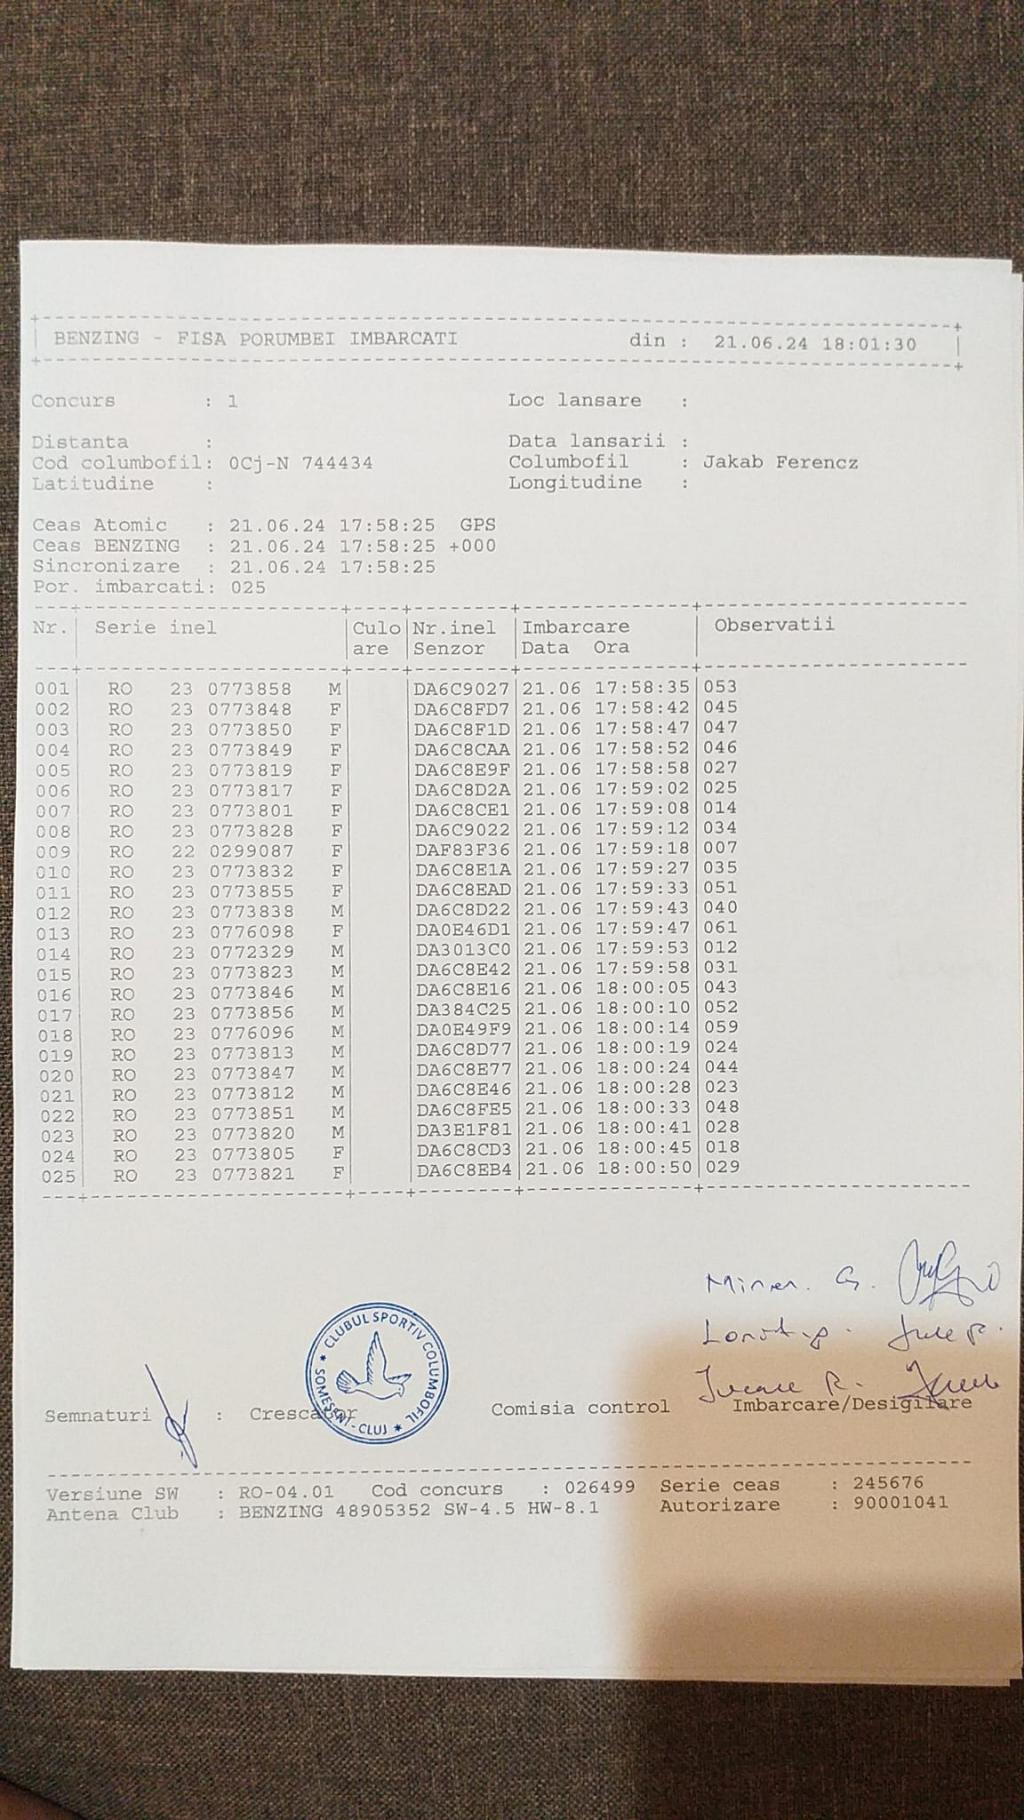 BENZING - FISA PORUMBEI IMBARCATI din : 21.06.24 18:01:30
Concurs : 1 Loc lansare :
Distanta : Data lansarii :
Cod columbofil: 0Cj-N 744434 Columbofil : Jakab Ferencz
Latitudine : Longitudine :
Ceas Atomic : 21.06.24 17:58:25 GPS
Ceas BENZING : 21.06.24 17:58:25 +000
Sincronizare : 21.06.24 17:58:25
Por. imbarcati: 025
Nr. Serie inel Culo Nr.inel Imbarcare Observatii
are Senzor Data Ora
001 RO 23 0773858 M DA6C9027 21.06 17:58:35 053
002 RO 23 0773848 F DA6C8FD7 21.06 17:58:42 045
003 RO 23 0773850 F DA6C8F1D 21.06 17:58:47 047
004 RO 23 0773849 F DA6C8CAA 21.06 17:58:52 046
005 RO 23 0773819 F DA6C8E9F 21.06 17:58:58 027
006 RO 23 0773817 F DA6C8D2A 21.06 17:59:02 025
007 RO 23 0773801 F DA6C8CE1 21.06 17:59:08 014
008 RO 23 0773828 F DA6C9022 21.06 17:59:12 034
009 RO 22 0299087 F DAF83F36 21.06 17:59:18 007
010 RO 23 0773832 F DA6C8E1A 21.06 17:59:27 035
011 RO 23 0773855 F DA6C8EAD 21.06 17:59:33 051
012 RO 23 0773838 M DA6C8D22 21.06 17:59:43 040
013 RO 23 0776098 F DA0E46D1 21.06 17:59:47 061
014 RO 23 0772329 M DA3013C0 21.06 17:59:53 012
015 RO 23 0773823 M DA6C8E42 21.06 17:59:58 031
016 RO 23 0773846 M DA6C8E16 21.06 18:00:05 043
017 RO 23 0773856 M DA384C25 21.06 18:00:10 052
018 RO 23 0776096 M DA0E49F9 21.06 18:00:14 059
019 RO 23 0773813 M DA6C8D77 21.06 18:00:19 024
020 RO 23 0773847 M DA6C8E77 21.06 18:00:24 044
021 RO 23 0773812 M DA6C8E46 21.06 18:00:28 023
022 RO 23 0773851 M DA6C8FE5 21.06 18:00:33 048
023 RO 23 0773820 M DA3E1F81 21.06 18:00:41 028
024 RO 23 0773805 F DA6C8CD3 21.06 18:00:45 018
025 RO 23 0773821 F DA6C8EB4 21.06 18:00:50 029
CLUBUL SPORTIV COLUMBOFIL
SOMESAN - CLUJ
Semnaturi : Crescator Comisia control Imbarcare/Desigilare
Versiune SW : RO-04.01 Cod concurs : 026499 Serie ceas : 245676
Antena Club : BENZING 48905352 SW-4.5 HW-8.1 Autorizare : 90001041